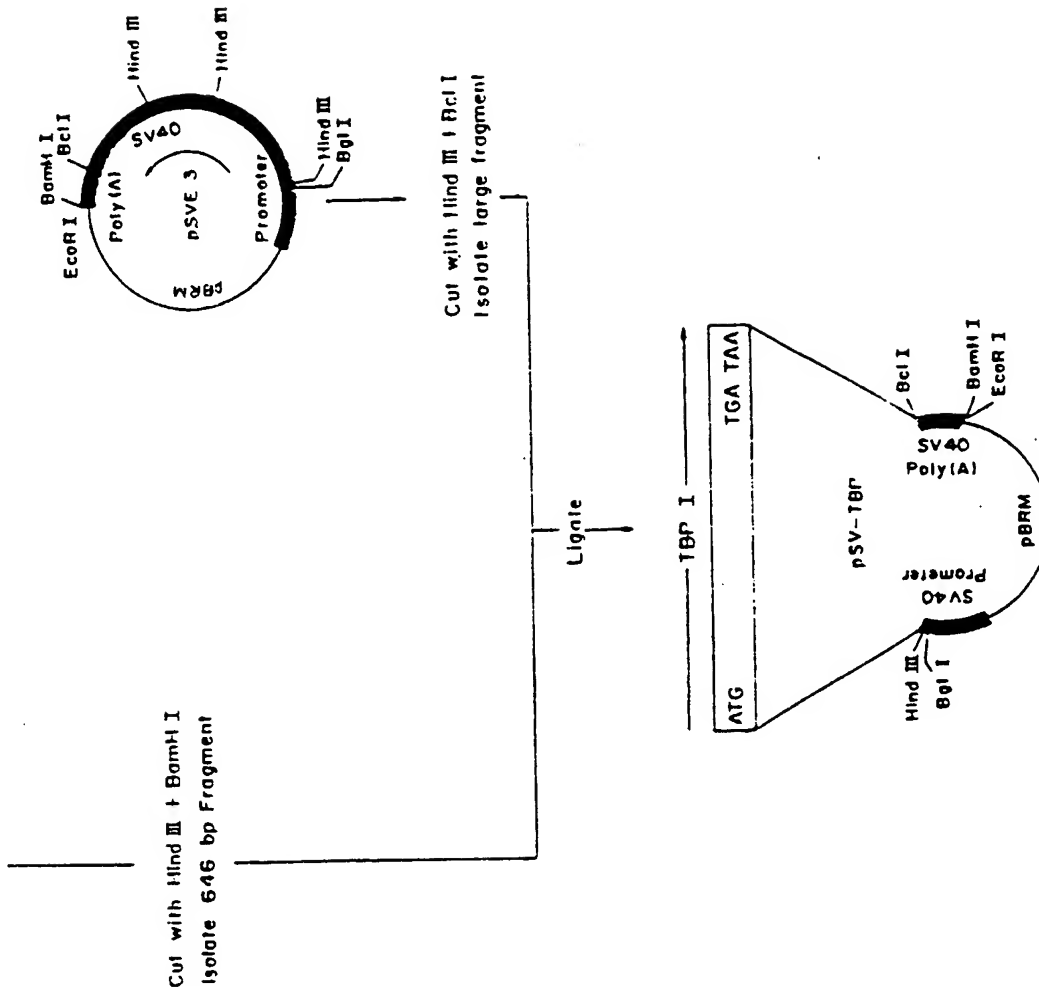 EcoR I
BamH I
Bcl I
Hind III
Hind III
Hind III
Bgl I
Poly(A)
SV40
pSVE 3
Promoter
pBRM
Cut with Hind III + Bcl I
Isolate large fragment
Cut with Hind III + BamH I
Isolate 646 bp Fragment
Ligate
TBP I
ATG
TGA TAA
Hind III
Bgl I
SV40
Promoter
pSV-TBP
SV40
Poly(A)
Bcl I
BamH I
EcoR I
pBRM